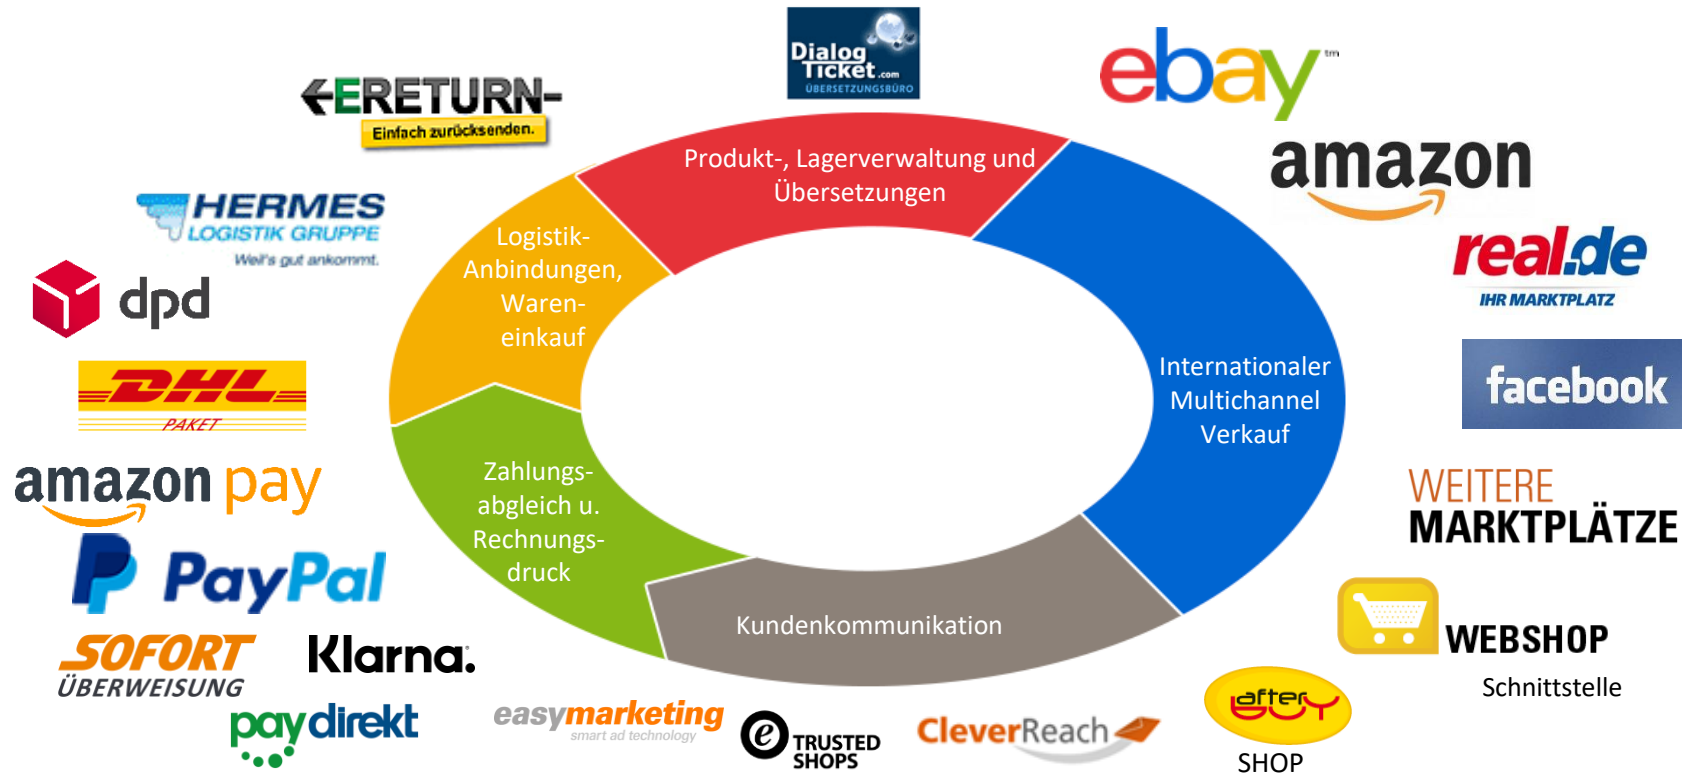 Dialog
Ticket.com
ÜBERSETZUNGSBÜRO
ebay™
ERETURN
Einfach zurücksenden.
amazon
Produkt-, Lagerverwaltung und
Übersetzungen
HERMES
LOGISTIK GRUPPE
Weil's gut ankommt.
real.de
IHR MARKTPLATZ
Logistik-
Anbindungen,
Waren-
einkauf
dpd
DHL
PAKET
Internationaler
Multichannel
Verkauf
facebook
amazon pay
Zahlungs-
abgleich u.
Rechnungs-
druck
WEITERE
MARKTPLÄTZE
PayPal
Kundenkommunikation
WEBSHOP
Schnittstelle
SOFORT
ÜBERWEISUNG
Klarna.
paydirekt
easymarketing
smart ad technology
e
TRUSTED
SHOPS
CleverReach
after
buy
SHOP